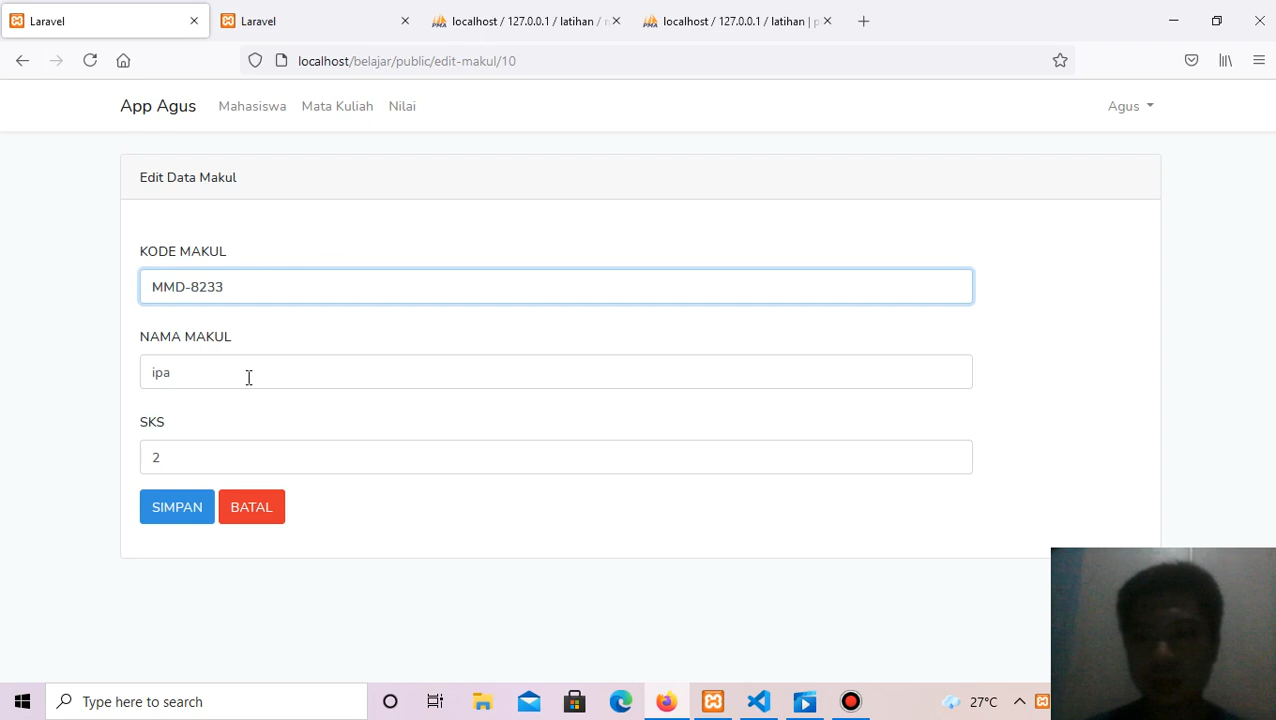 Laravel
Laravel
localhost / 127.0.0.1 / latihan /
localhost / 127.0.0.1 / latihan | p
localhost/belajar/public/edit-makul/10
App Agus Mahasiswa Mata Kuliah Nilai Agus
Edit Data Makul
KODE MAKUL
MMD-8233
NAMA MAKUL
ipa
SKS
2
SIMPAN BATAL
Type here to search
27°C